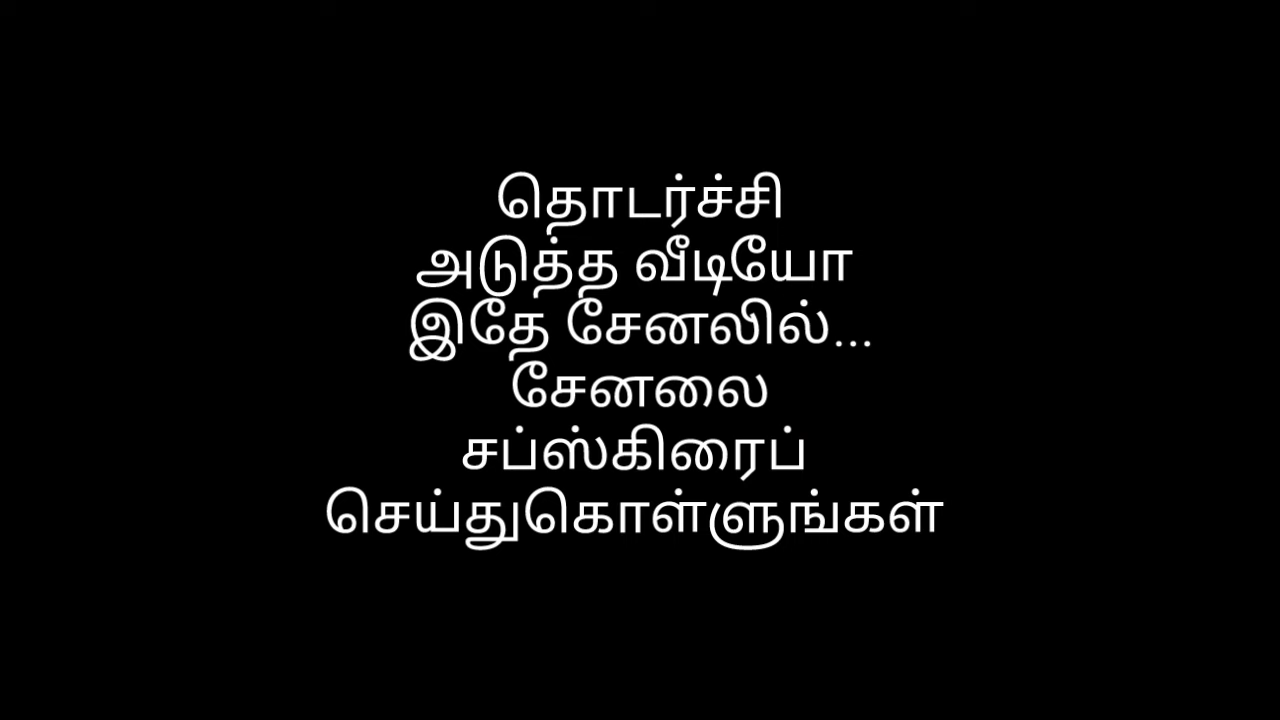 தொடர்ச்சி
அடுத்த வீடியோ
இதே சேனலில்...
சேனலை
சப்ஸ்கிரைப்
செய்துகொள்ளுங்கள்